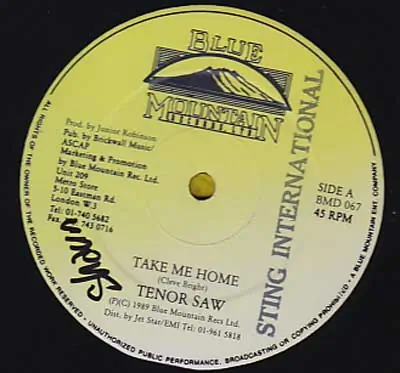 BLUE
MOUNTAIN
RECORDS LTD.
Prod. by Junior Robinson
Pub. by Brickwall Music/
ASCAP
Marketing & Promotion
by Blue Mountain Rec. Ltd.
Unit 209
Metro Store
5-10 Eastman Rd.
London W.3
Tel: 01-740 5682
Fax. 743 0716
SIDE A
BMD 067
45 RPM
STING INTERNATIONAL
TAKE ME HOME
(Cleve Bright)
TENOR SAW
(P)(C) 1989 Blue Mountain Recs Ltd.
Dist. by Jet Star/EMI Tel: 01-961 5818
ALL RIGHTS OF THE OWNER OF THE RECORDED WORK RESERVED - UNAUTHORIZED PUBLIC PERFORMANCE, BROADCASTING OR COPYING PROHIBITED - A BLUE MOUNTAIN ENT. COMPANY